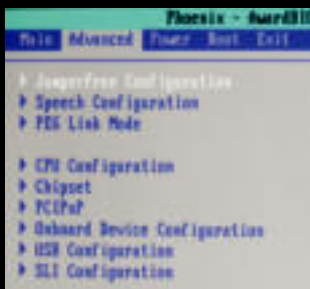 Phoenix - AwardBI
Main Advanced Power Boot Exit
JumperFree Configuration
Speech Configuration
PEG Link Mode
CPU Configuration
Chipset
PCIPnP
Onboard Device Configuration
USB Configuration
SLI Configuration